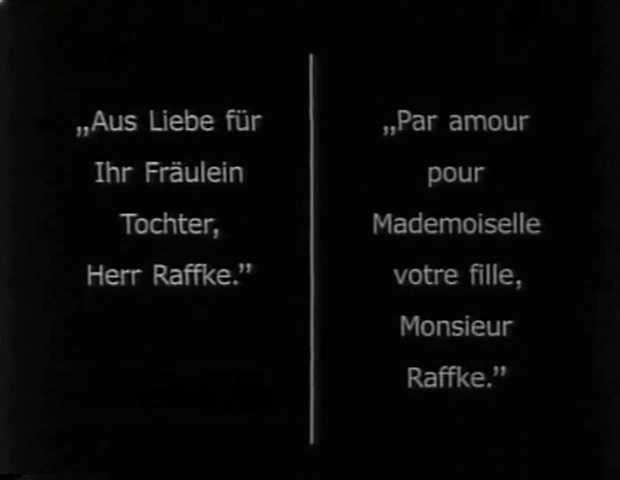 „Aus Liebe für
Ihr Fräulein
Tochter,
Herr Raffke.”
„Par amour
pour
Mademoiselle
votre fille,
Monsieur
Raffke.”